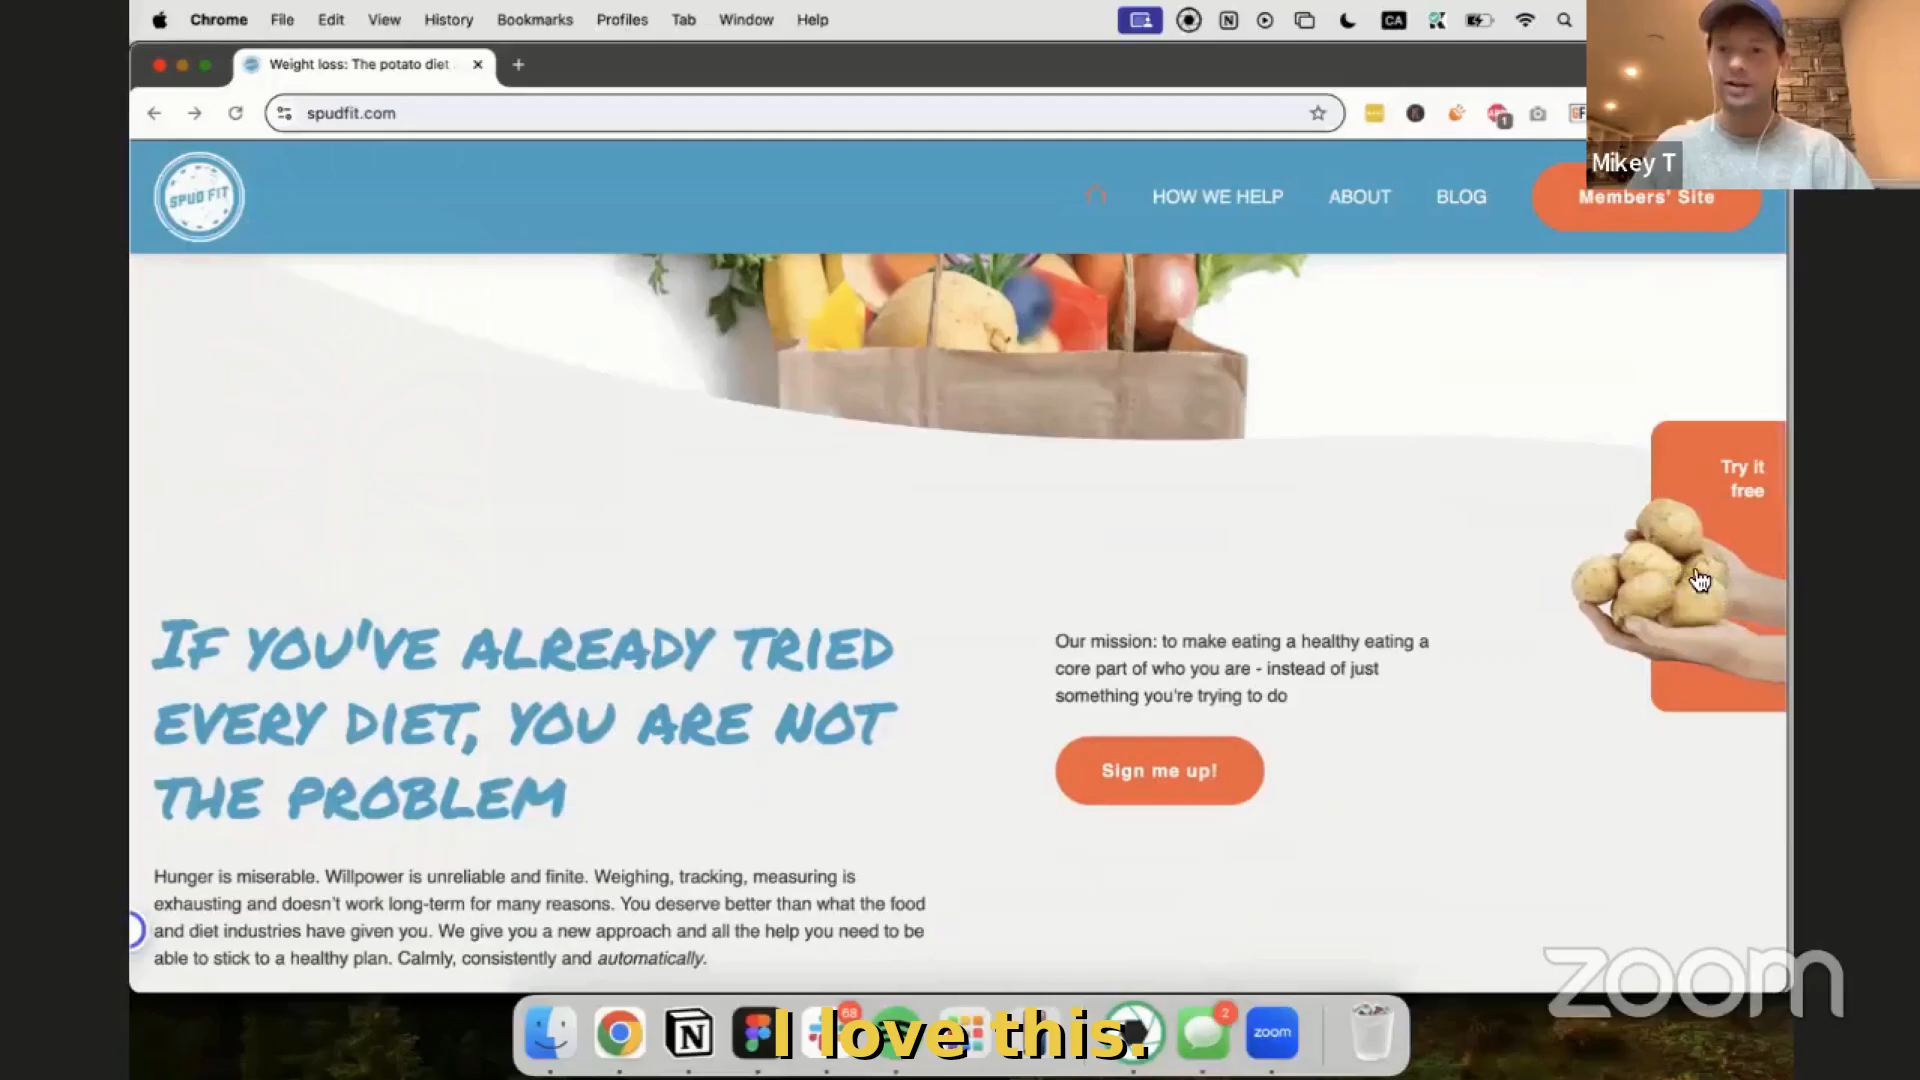 Chrome File Edit View History Bookmarks Profiles Tab Window Help
CA
Weight loss: The potato diet
spudfit.com
1
GF
Mikey T
SPUD FIT
HOW WE HELP
ABOUT
BLOG
Members' Site
Try it
free
IF YOU'VE ALREADY TRIED
EVERY DIET, YOU ARE NOT
THE PROBLEM
Our mission: to make eating a healthy eating a
core part of who you are - instead of just
something you're trying to do
Sign me up!
Hunger is miserable. Willpower is unreliable and finite. Weighing, tracking, measuring is
exhausting and doesn't work long-term for many reasons. You deserve better than what the food
and diet industries have given you. We give you a new approach and all the help you need to be
able to stick to a healthy plan. Calmly, consistently and automatically.
zoom
68
2
zoom
I love this.